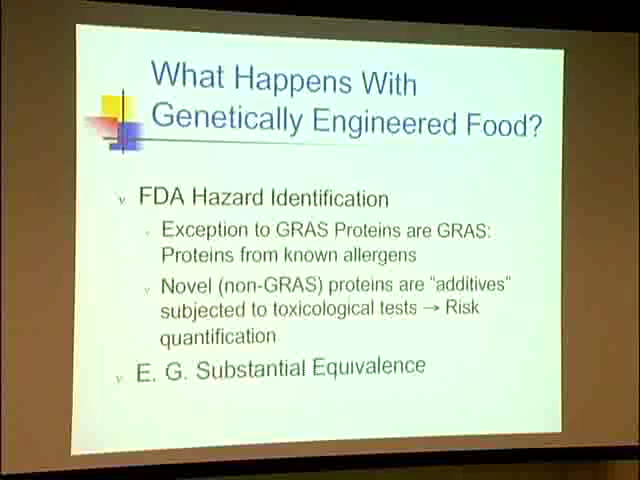 What Happens With
Genetically Engineered Food?
FDA Hazard Identification
Exception to GRAS Proteins are GRAS:
Proteins from known allergens
Novel (non-GRAS) proteins are "additives"
subjected to toxicological tests → Risk
quantification
E. G. Substantial Equivalence